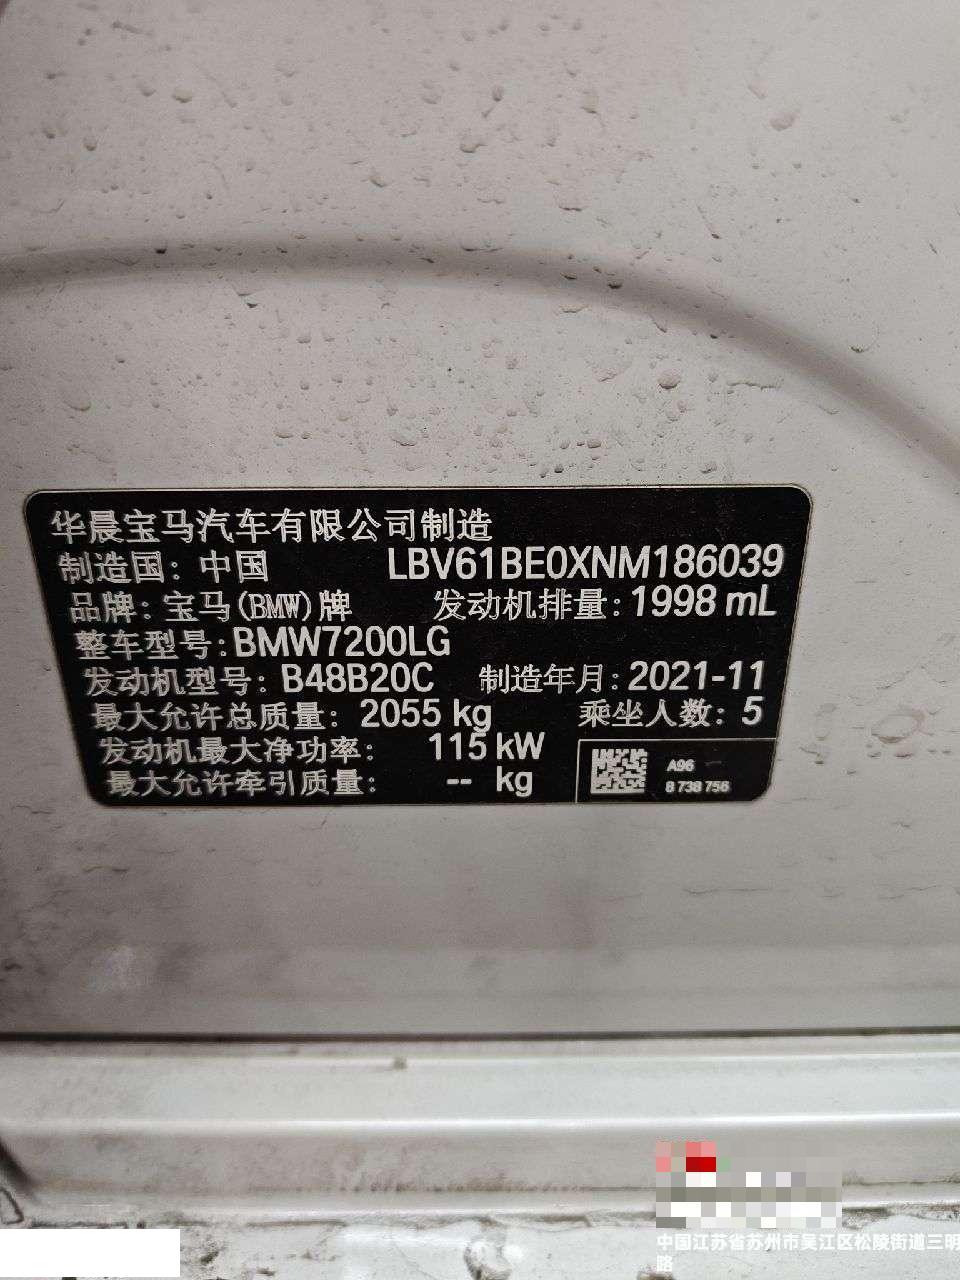 华晨宝马汽车有限公司制造
制造国：中国 LBV61BE0XNM186039
品牌：宝马(BMW)牌 发动机排量：1998 mL
整车型号：BMW7200LG
发动机型号：B48B20C 制造年月：2021-11
最大允许总质量：2055 kg 乘坐人数：5
发动机最大净功率：115 kW
最大允许牵引质量：-- kg
A96
8 738 756
中国江苏省苏州市吴江区松陵街道三明
路